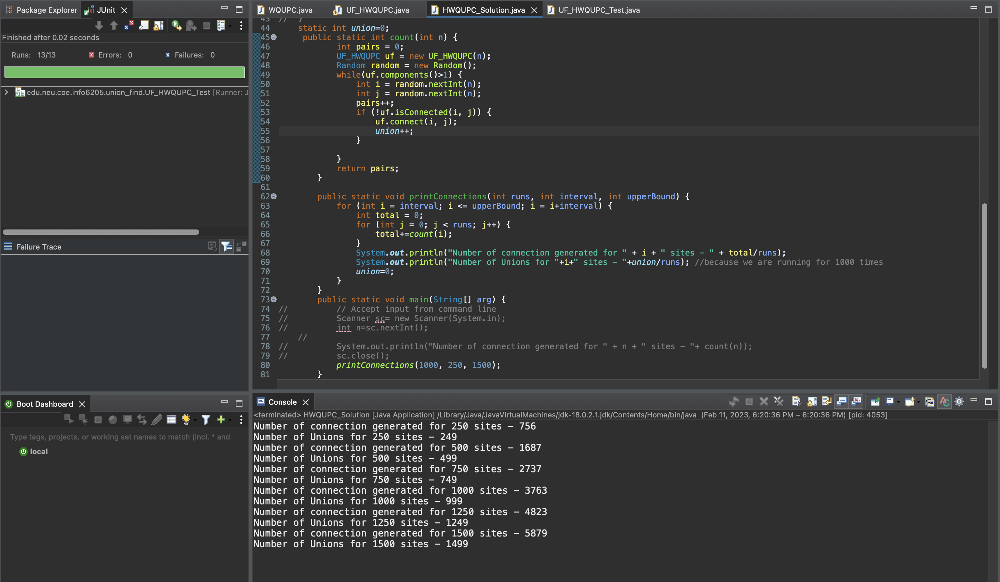 Package Explorer
JUnit
Finished after 0.02 seconds
Runs: 13/13
Errors: 0
Failures: 0
edu.neu.coe.info6205.union_find.UF_HWQUPC_Test [Runner: J
Failure Trace
WQUPC.java
UF_HWQUPC.java
HWQUPC_Solution.java
UF_HWQUPC_Test.java
43 // }
44 static int union=0;
45 public static int count(int n) {
46 int pairs = 0;
47 UF_HWQUPC uf = new UF_HWQUPC(n);
48 Random random = new Random();
49 while(uf.components()>1) {
50 int i = random.nextInt(n);
51 int j = random.nextInt(n);
52 pairs++;
53 if (!uf.isConnected(i, j)) {
54 uf.connect(i, j);
55 union++;
56 }
57
58 }
59 return pairs;
60 }
61
62 public static void printConnections(int runs, int interval, int upperBound) {
63 for (int i = interval; i <= upperBound; i = i+interval) {
64 int total = 0;
65 for (int j = 0; j < runs; j++) {
66 total+=count(i);
67 }
68 System.out.println("Number of connection generated for " + i + " sites - " + total/runs);
69 System.out.println("Number of Unions for "+i+" sites - "+union/runs); //because we are running for 1000 times
70 union=0;
71 }
72 }
73 public static void main(String[] arg) {
74 // // Accept input from command line
75 // Scanner sc= new Scanner(System.in);
76 // int n=sc.nextInt();
77 //
78 // System.out.println("Number of connection generated for " + n + " sites - "+ count(n));
79 // sc.close();
80 printConnections(1000, 250, 1500);
81 }
Boot Dashboard
Type tags, projects, or working set names to match (incl. * and
local
Console
<terminated> HWQUPC_Solution [Java Application] /Library/Java/JavaVirtualMachines/jdk-18.0.2.1.jdk/Contents/Home/bin/java (Feb 11, 2023, 6:20:36 PM – 6:20:36 PM) [pid: 4053]
Number of connection generated for 250 sites - 756
Number of Unions for 250 sites - 249
Number of connection generated for 500 sites - 1687
Number of Unions for 500 sites - 499
Number of connection generated for 750 sites - 2737
Number of Unions for 750 sites - 749
Number of connection generated for 1000 sites - 3763
Number of Unions for 1000 sites - 999
Number of connection generated for 1250 sites - 4823
Number of Unions for 1250 sites - 1249
Number of connection generated for 1500 sites - 5879
Number of Unions for 1500 sites - 1499